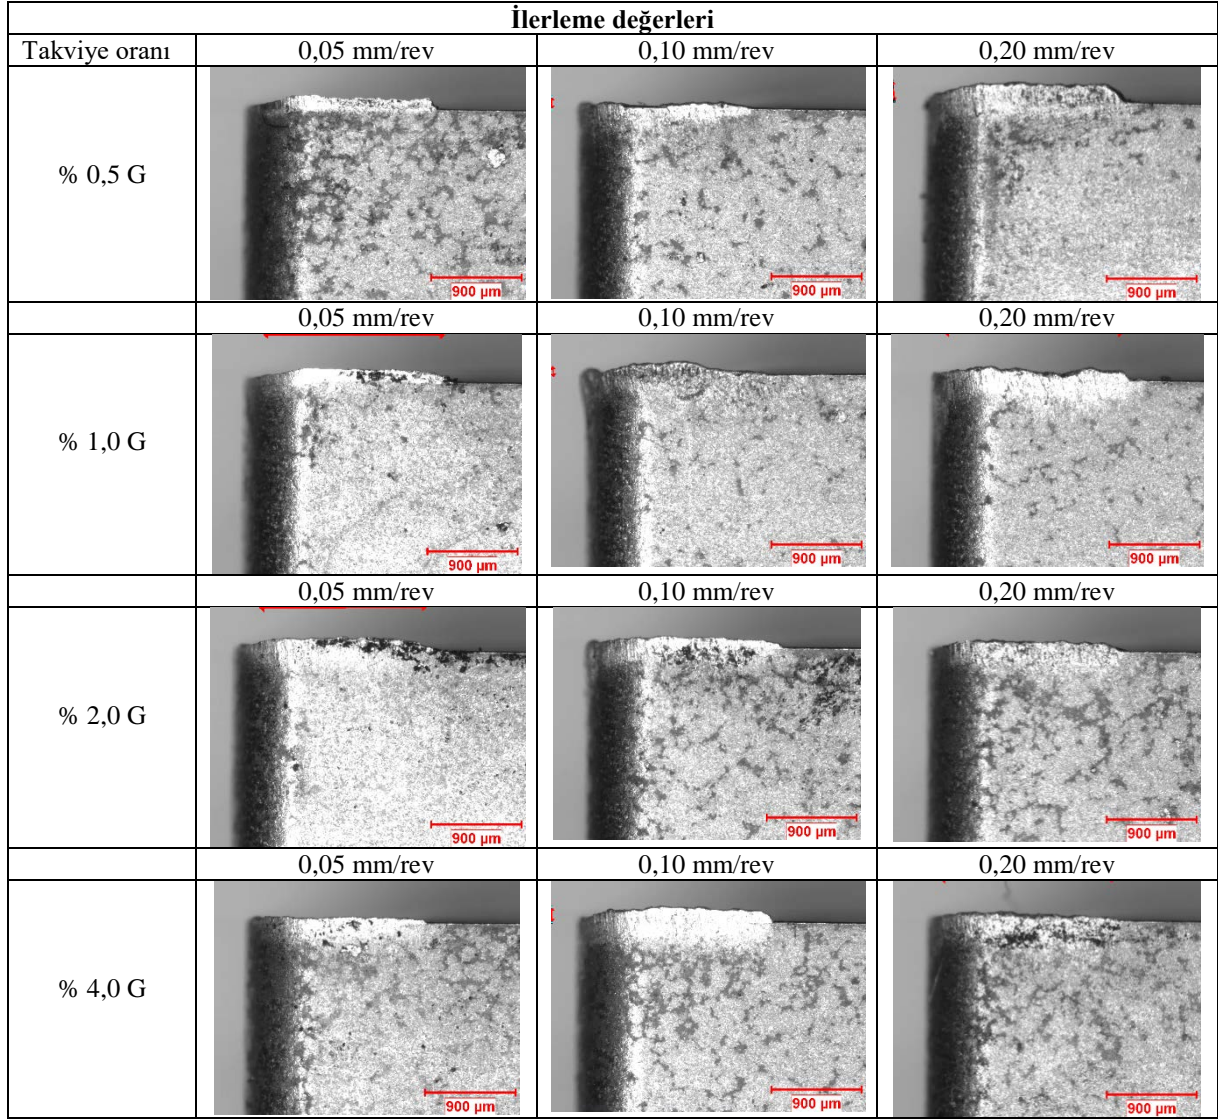 İlerleme değerleri
Takviye oranı 0,05 mm/rev 0,10 mm/rev 0,20 mm/rev
% 0,5 G
900 µm 900 µm 900 µm
0,05 mm/rev 0,10 mm/rev 0,20 mm/rev
% 1,0 G
900 µm 900 µm 900 µm
0,05 mm/rev 0,10 mm/rev 0,20 mm/rev
% 2,0 G
900 µm 900 µm 900 µm
0,05 mm/rev 0,10 mm/rev 0,20 mm/rev
% 4,0 G
900 µm 900 µm 900 µm